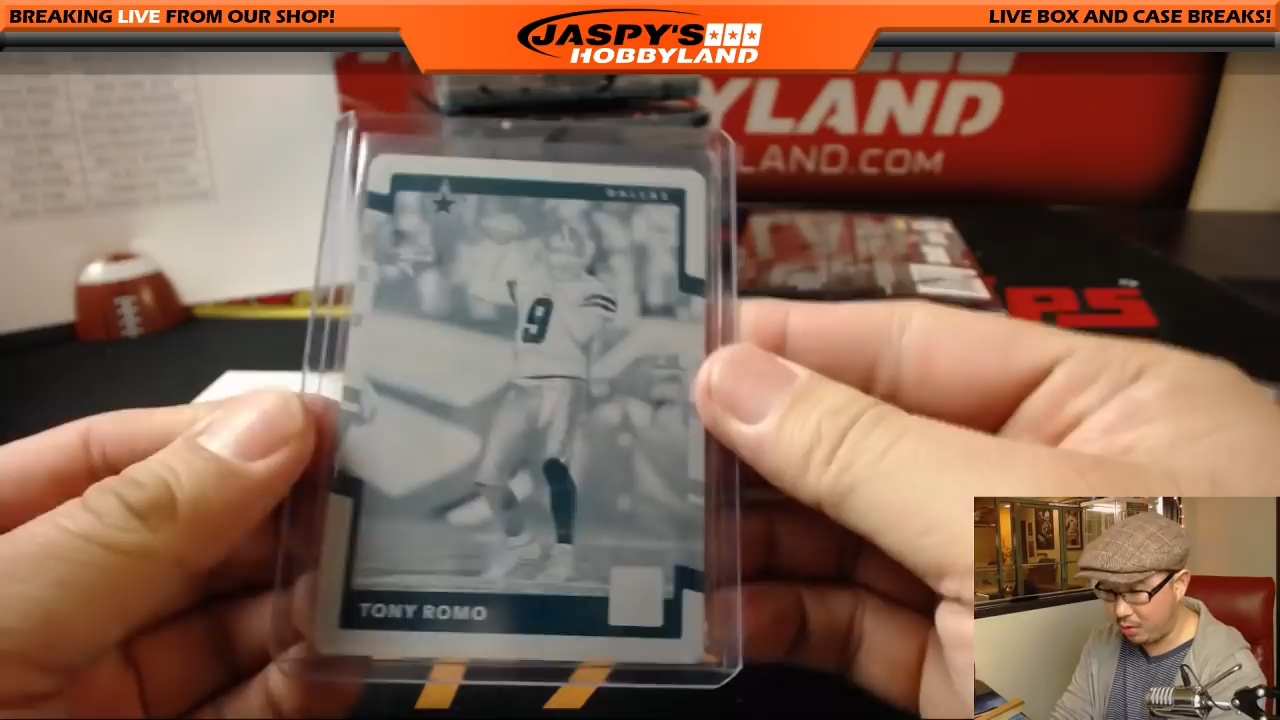 BREAKING LIVE FROM OUR SHOP!
JASPY'S
HOBBYLAND
LIVE BOX AND CASE BREAKS!
YLAND
LAND.COM
DALLAS
9
TONY ROMO